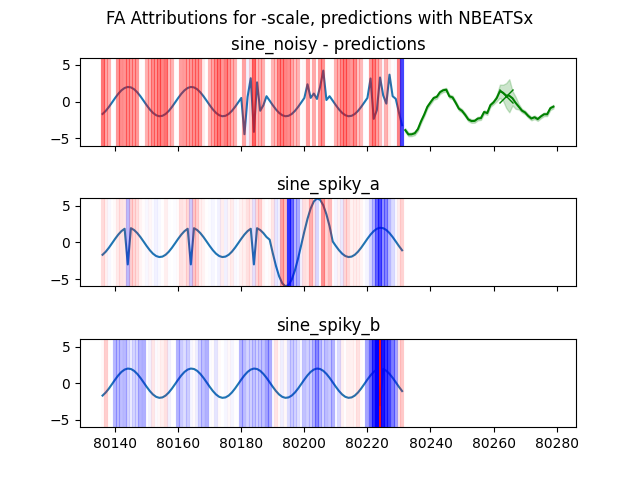 FA Attributions for -scale, predictions with NBEATSx
sine_noisy - predictions
5
0
−5
sine_spiky_a
5
0
−5
sine_spiky_b
5
0
−5
80140 80160 80180 80200 80220 80240 80260 80280